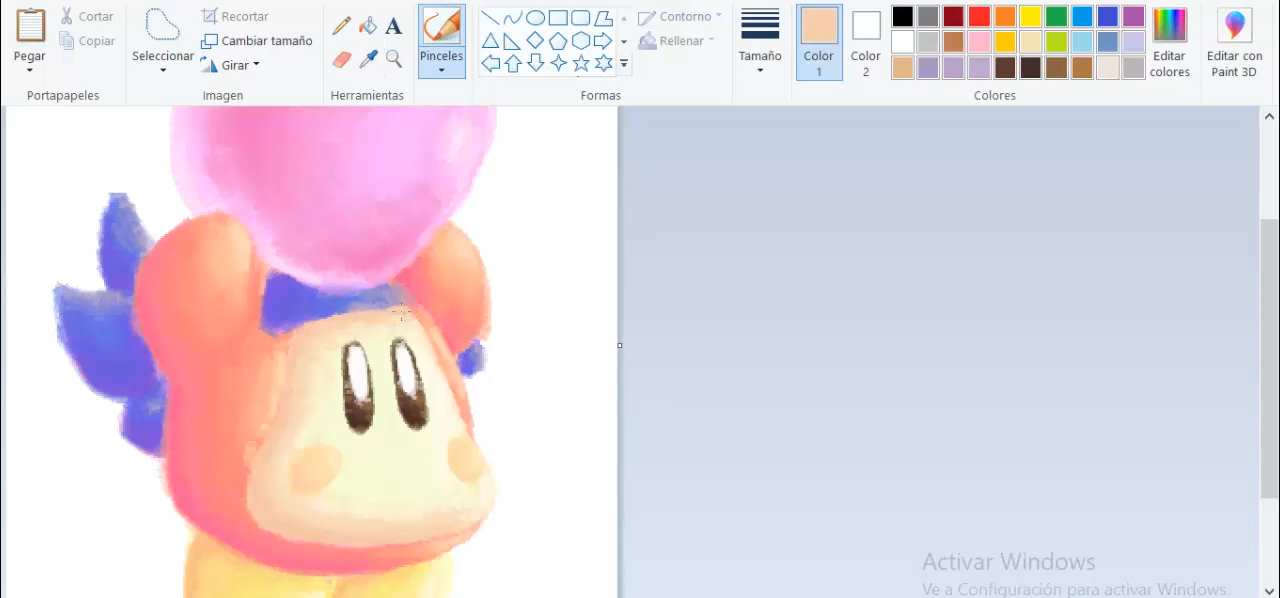 Pegar
Cortar
Copiar
Portapapeles
Seleccionar
Recortar
Cambiar tamaño
Girar
Imagen
A
Herramientas
Pinceles
Formas
Contorno
Rellenar
Tamaño
Color
1
Color
2
Colores
Editar
colores
Editar con
Paint 3D
Activar Windows
Ve a Configuración para activar Windows.